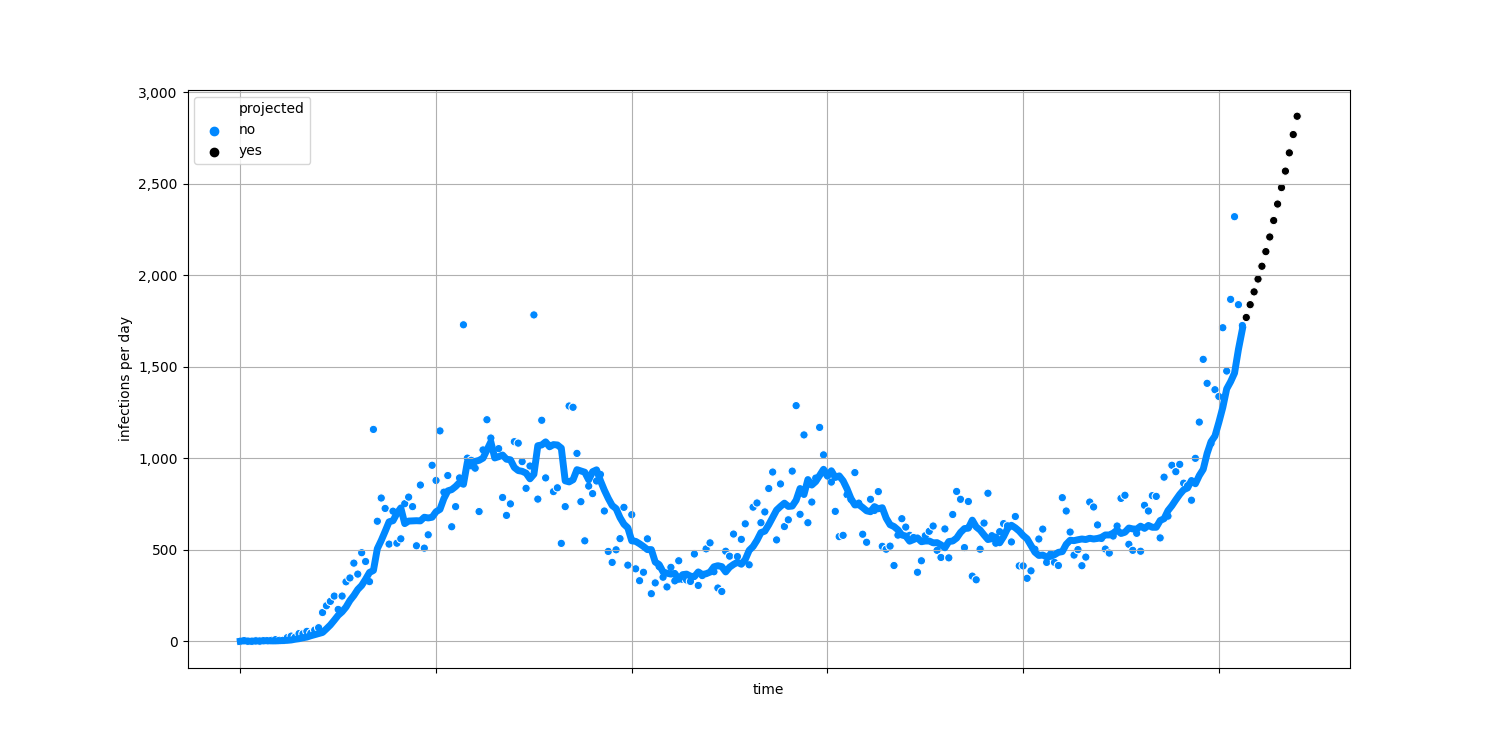 3,000
2,500
2,000
1,500
1,000
500
0
infections per day
projected
no
yes
time